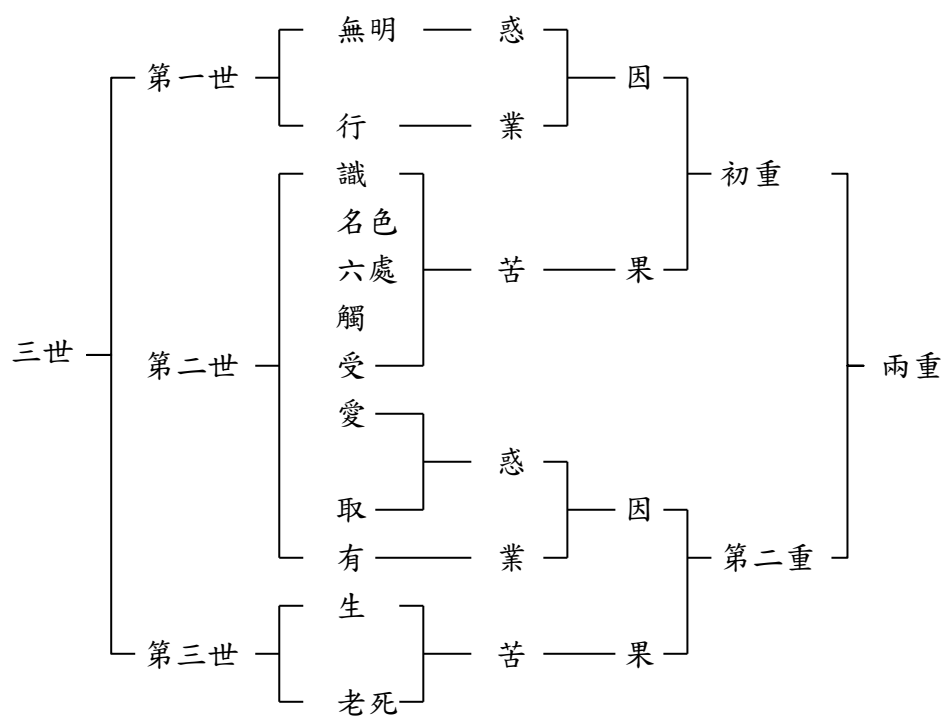 無明 惑
第一世 因
行 業
識 初重
名色
六處 苦 果
觸
三世 第二世 受 兩重
愛
惑
取 因
有 業 第二重
生
第三世 苦 果
老死